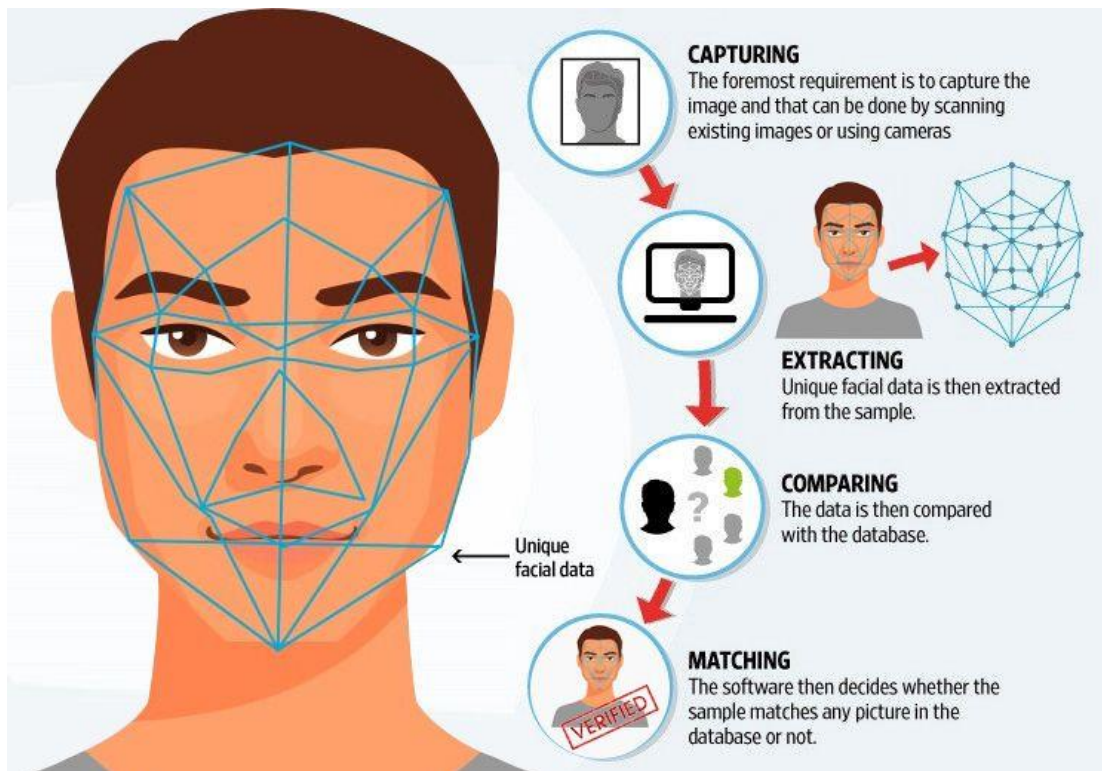 CAPTURING
The foremost requirement is to capture the
image and that can be done by scanning
existing images or using cameras
EXTRACTING
Unique facial data is then extracted
from the sample.
COMPARING
The data is then compared
with the database.
?
Unique
facial data
MATCHING
The software then decides whether the
sample matches any picture in the
database or not.
VERIFIED